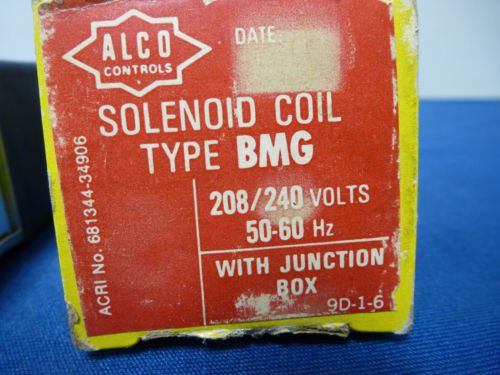 ALCO
CONTROLS
DATE:
SOLENOID COIL
TYPE BMG
208/240 VOLTS
50-60 Hz
WITH JUNCTION
BOX
9D-1-6
ACRI No. 681344-34906